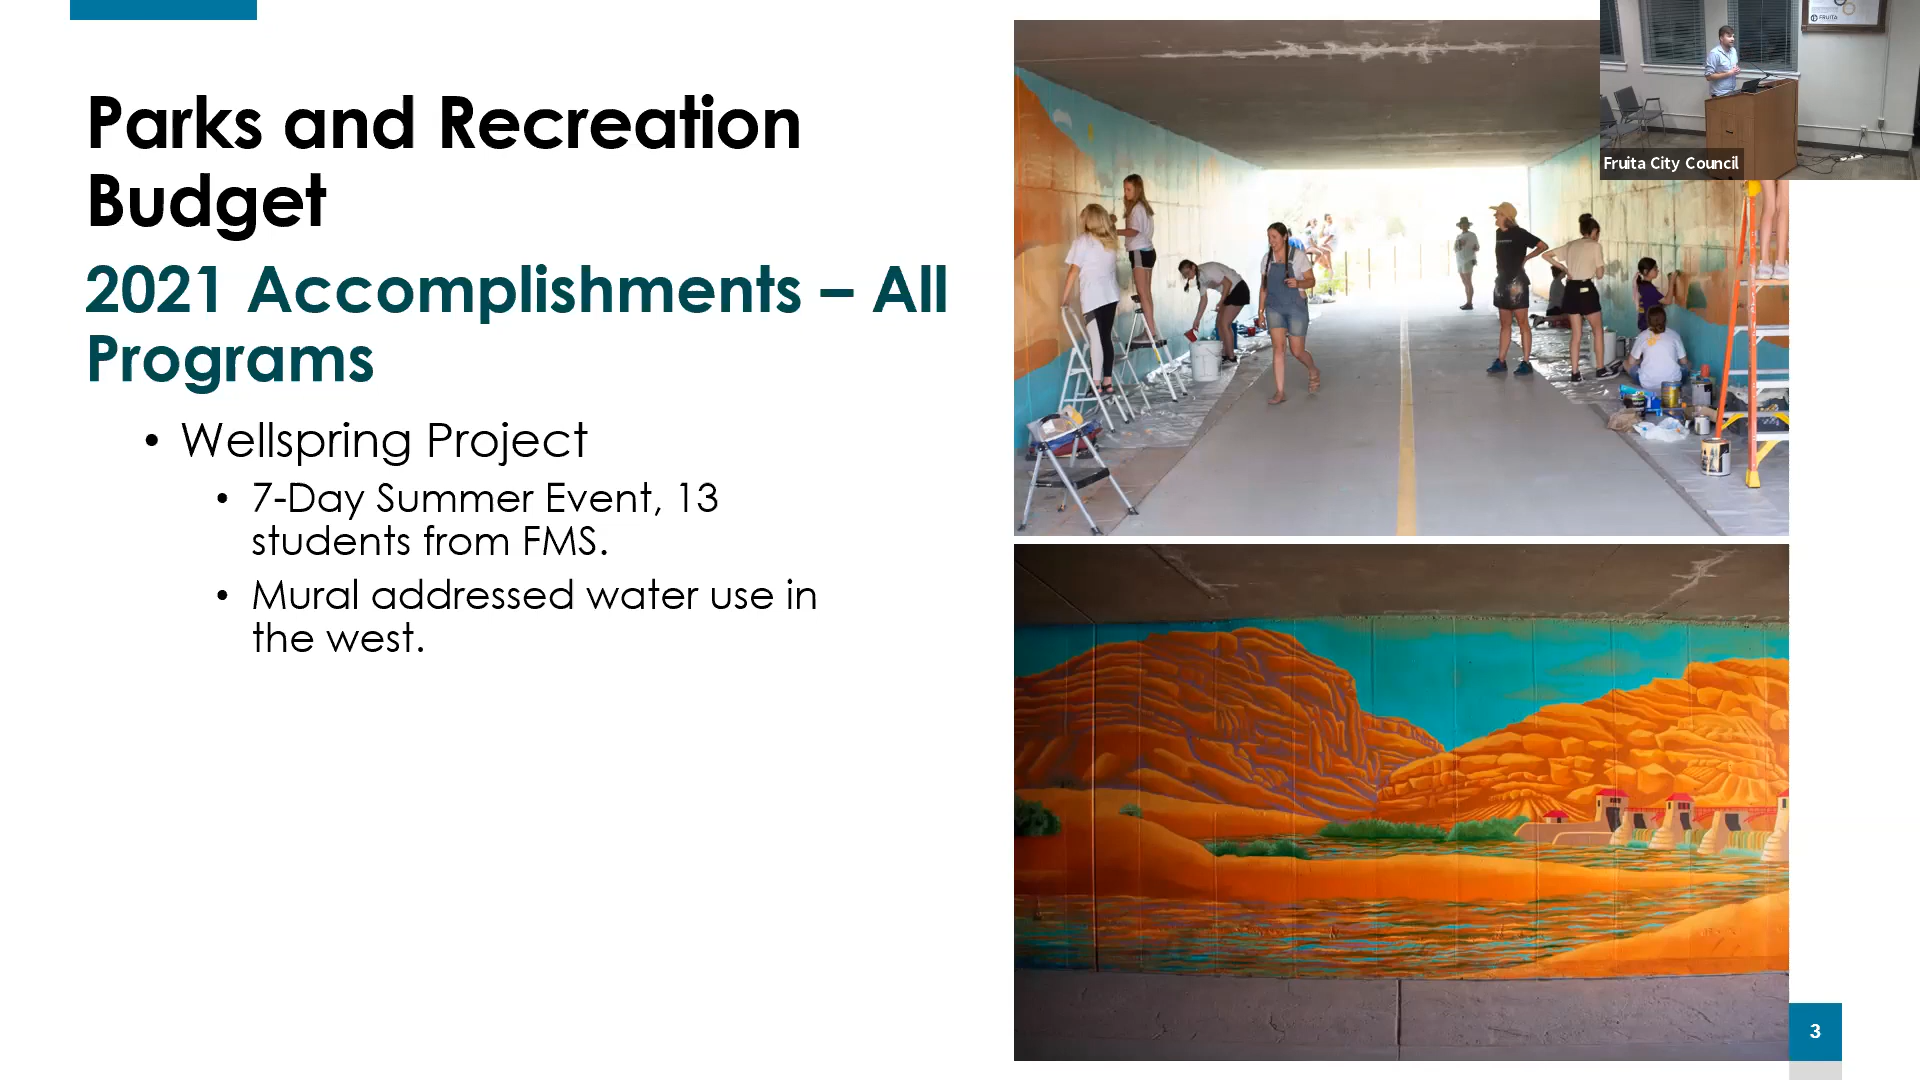 Parks and Recreation
Budget
2021 Accomplishments – All
Programs
• Wellspring Project
• 7-Day Summer Event, 13
students from FMS.
• Mural addressed water use in
the west.
FRUITA
Fruita City Council
3